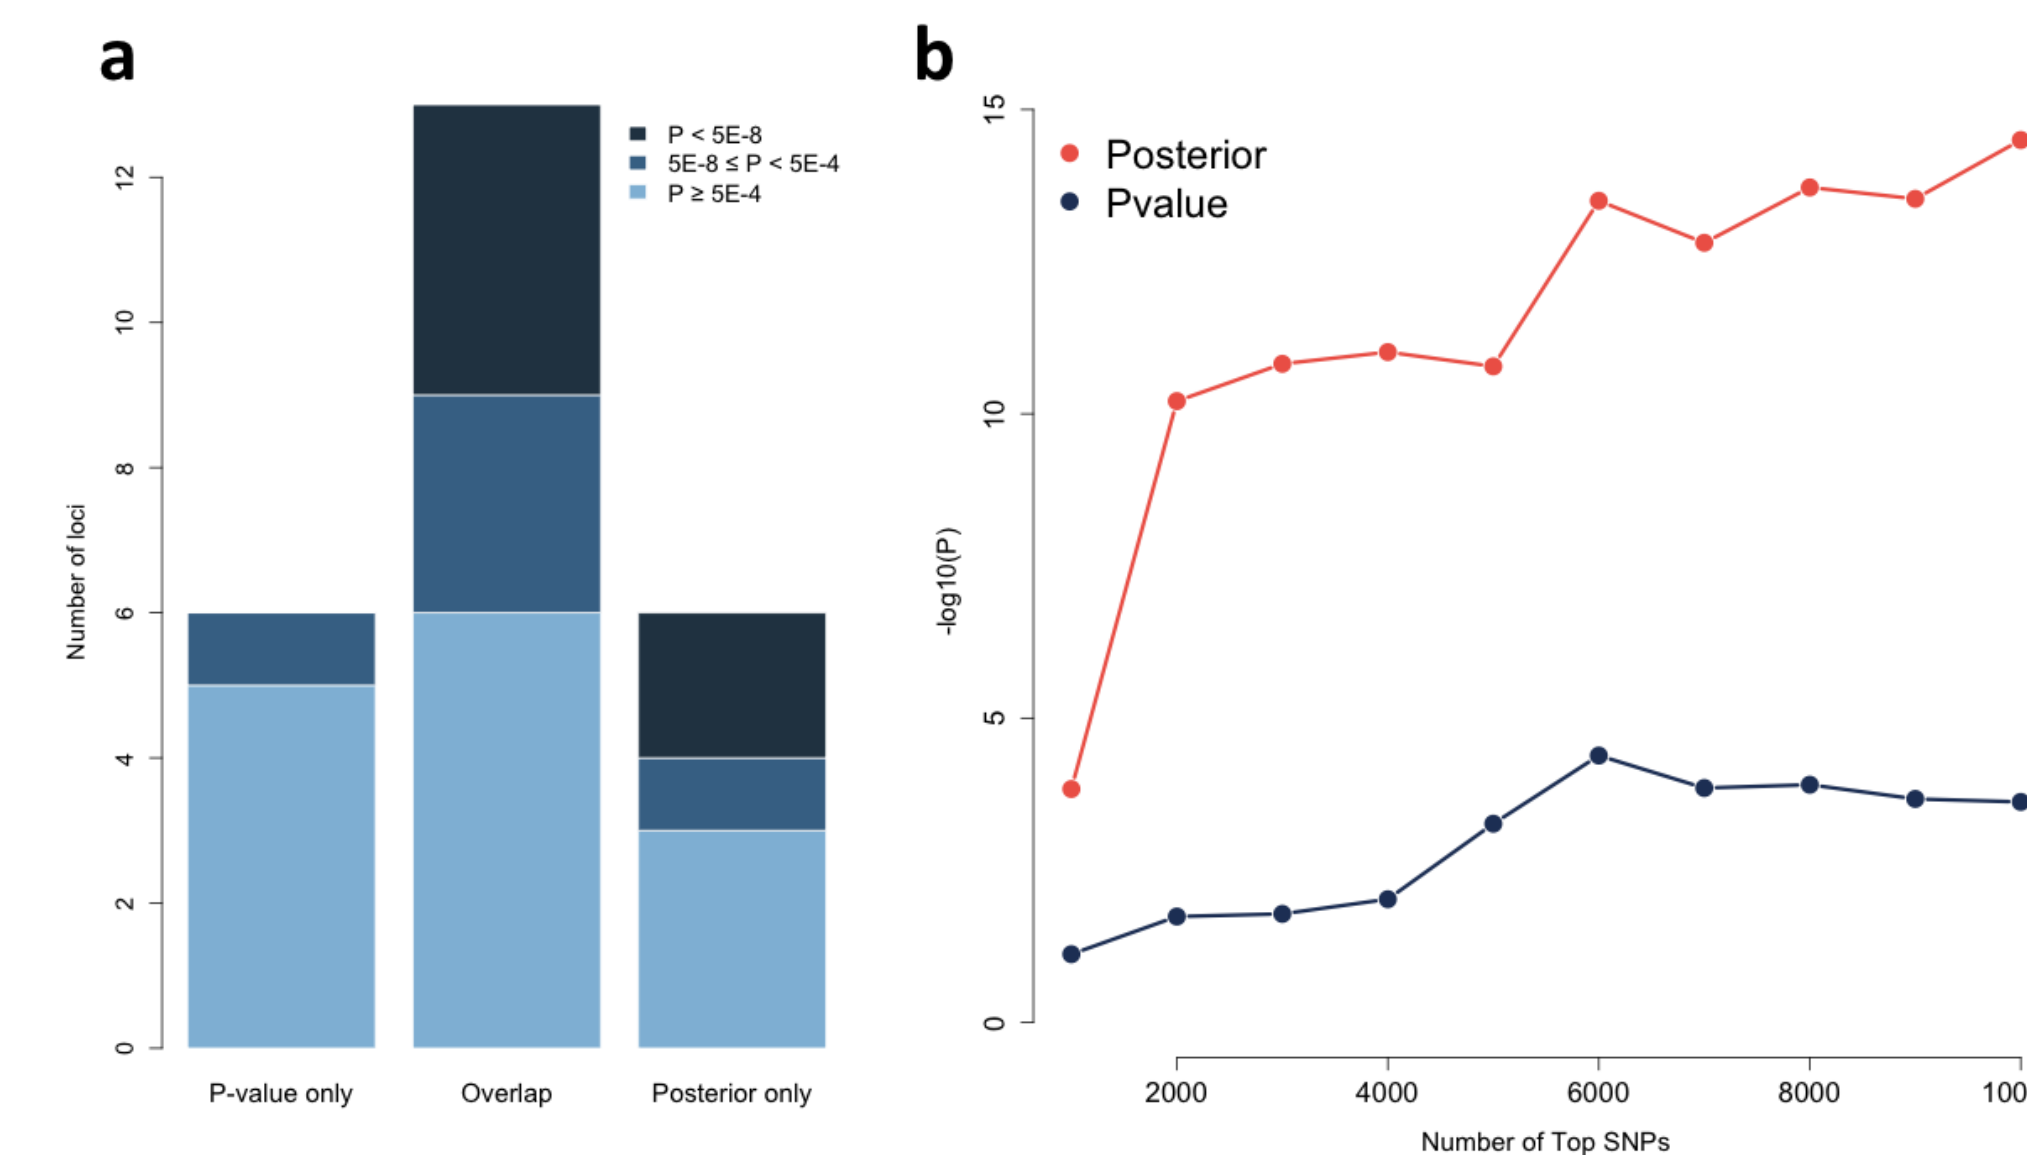 a
P < 5E-8
5E-8 ≤ P < 5E-4
P ≥ 5E-4
Number of loci
0
2
4
6
8
10
12
P-value only
Overlap
Posterior only
b
Posterior
Pvalue
-log10(P)
0
5
10
15
2000
4000
6000
8000
100
Number of Top SNPs